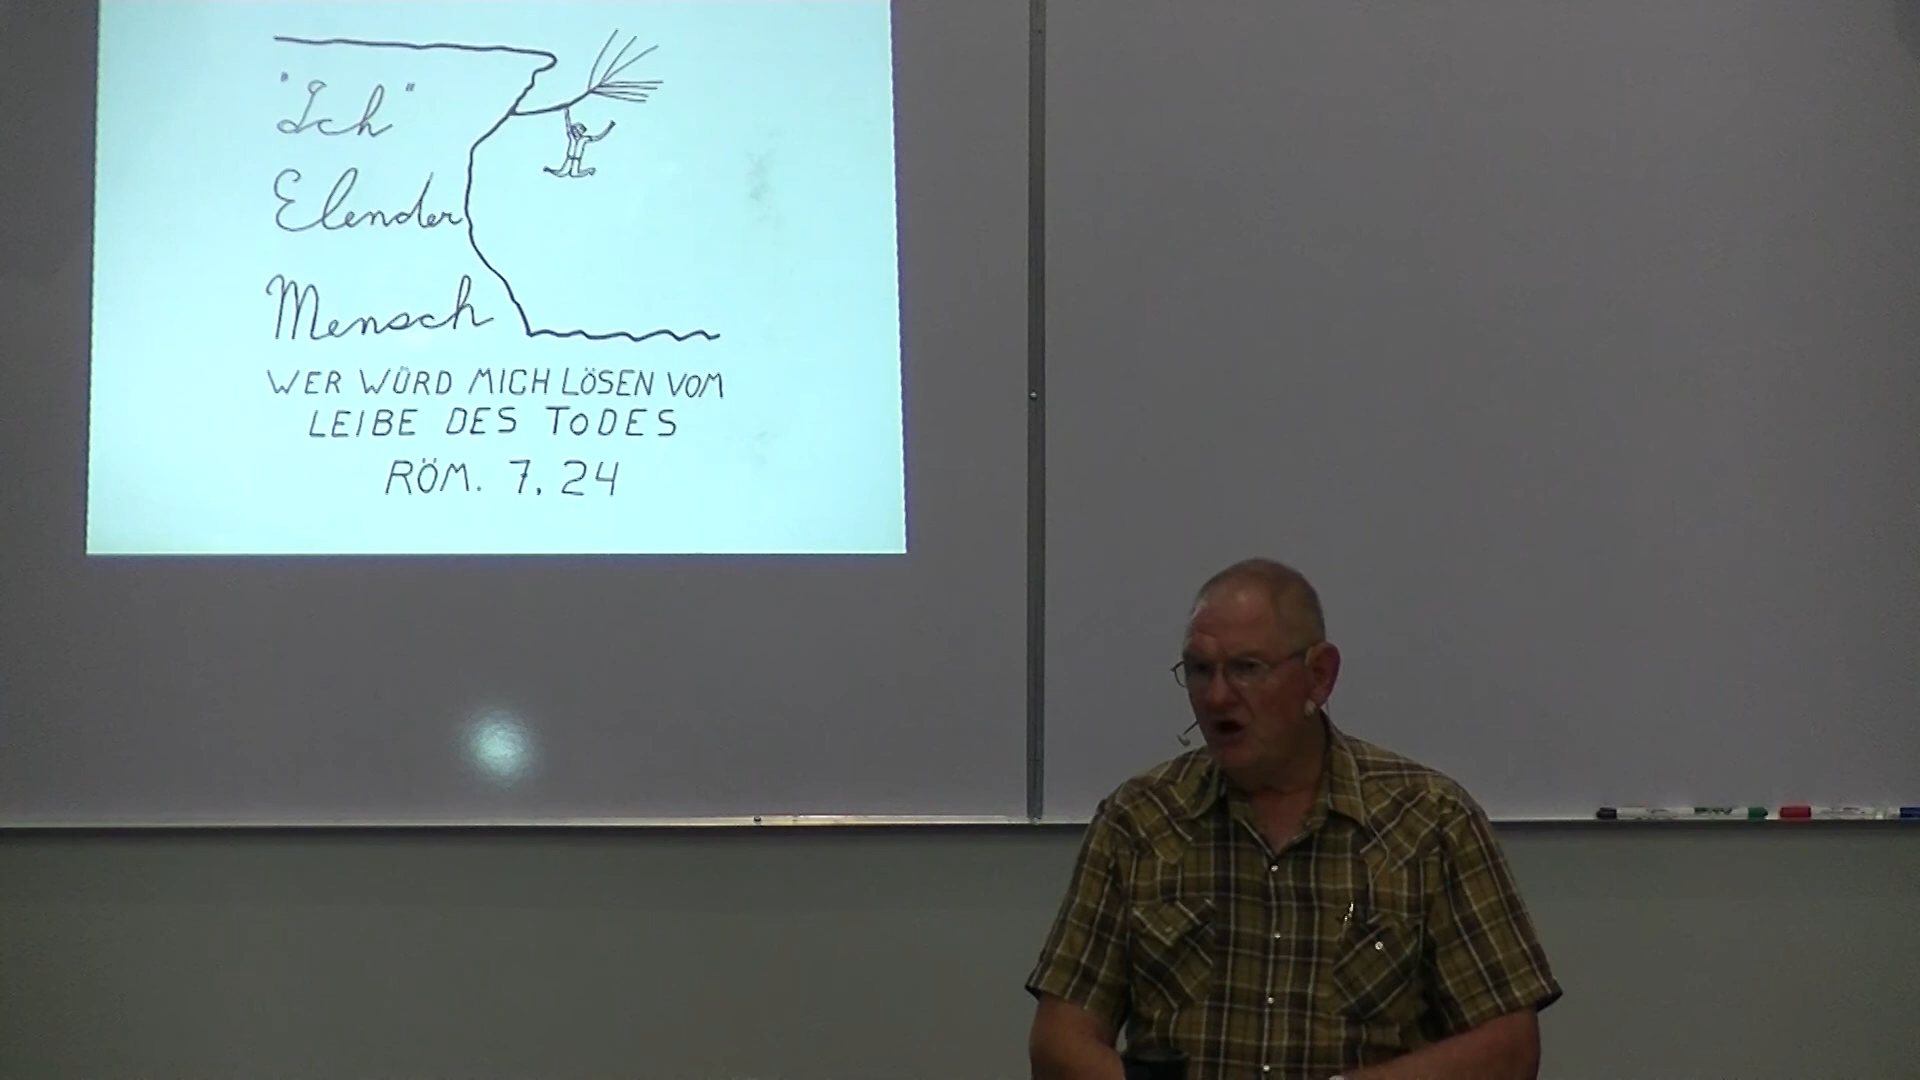 "Ich"
Elender
Mensch
WER WÜRD MICH LÖSEN VOM
LEIBE DES TODES
RÖM. 7, 24